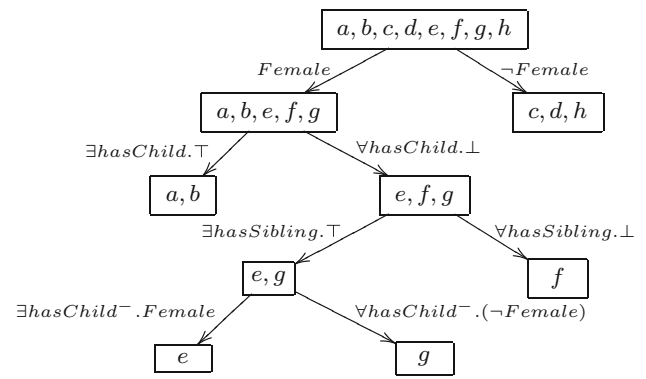 a, b, c, d, e, f, g, h
Female
¬Female
a, b, e, f, g
c, d, h
∃hasChild.⊤
∀hasChild.⊥
a, b
e, f, g
∃hasSibling.⊤
∀hasSibling.⊥
e, g
f
∃hasChild⁻.Female
∀hasChild⁻.(¬Female)
e
g